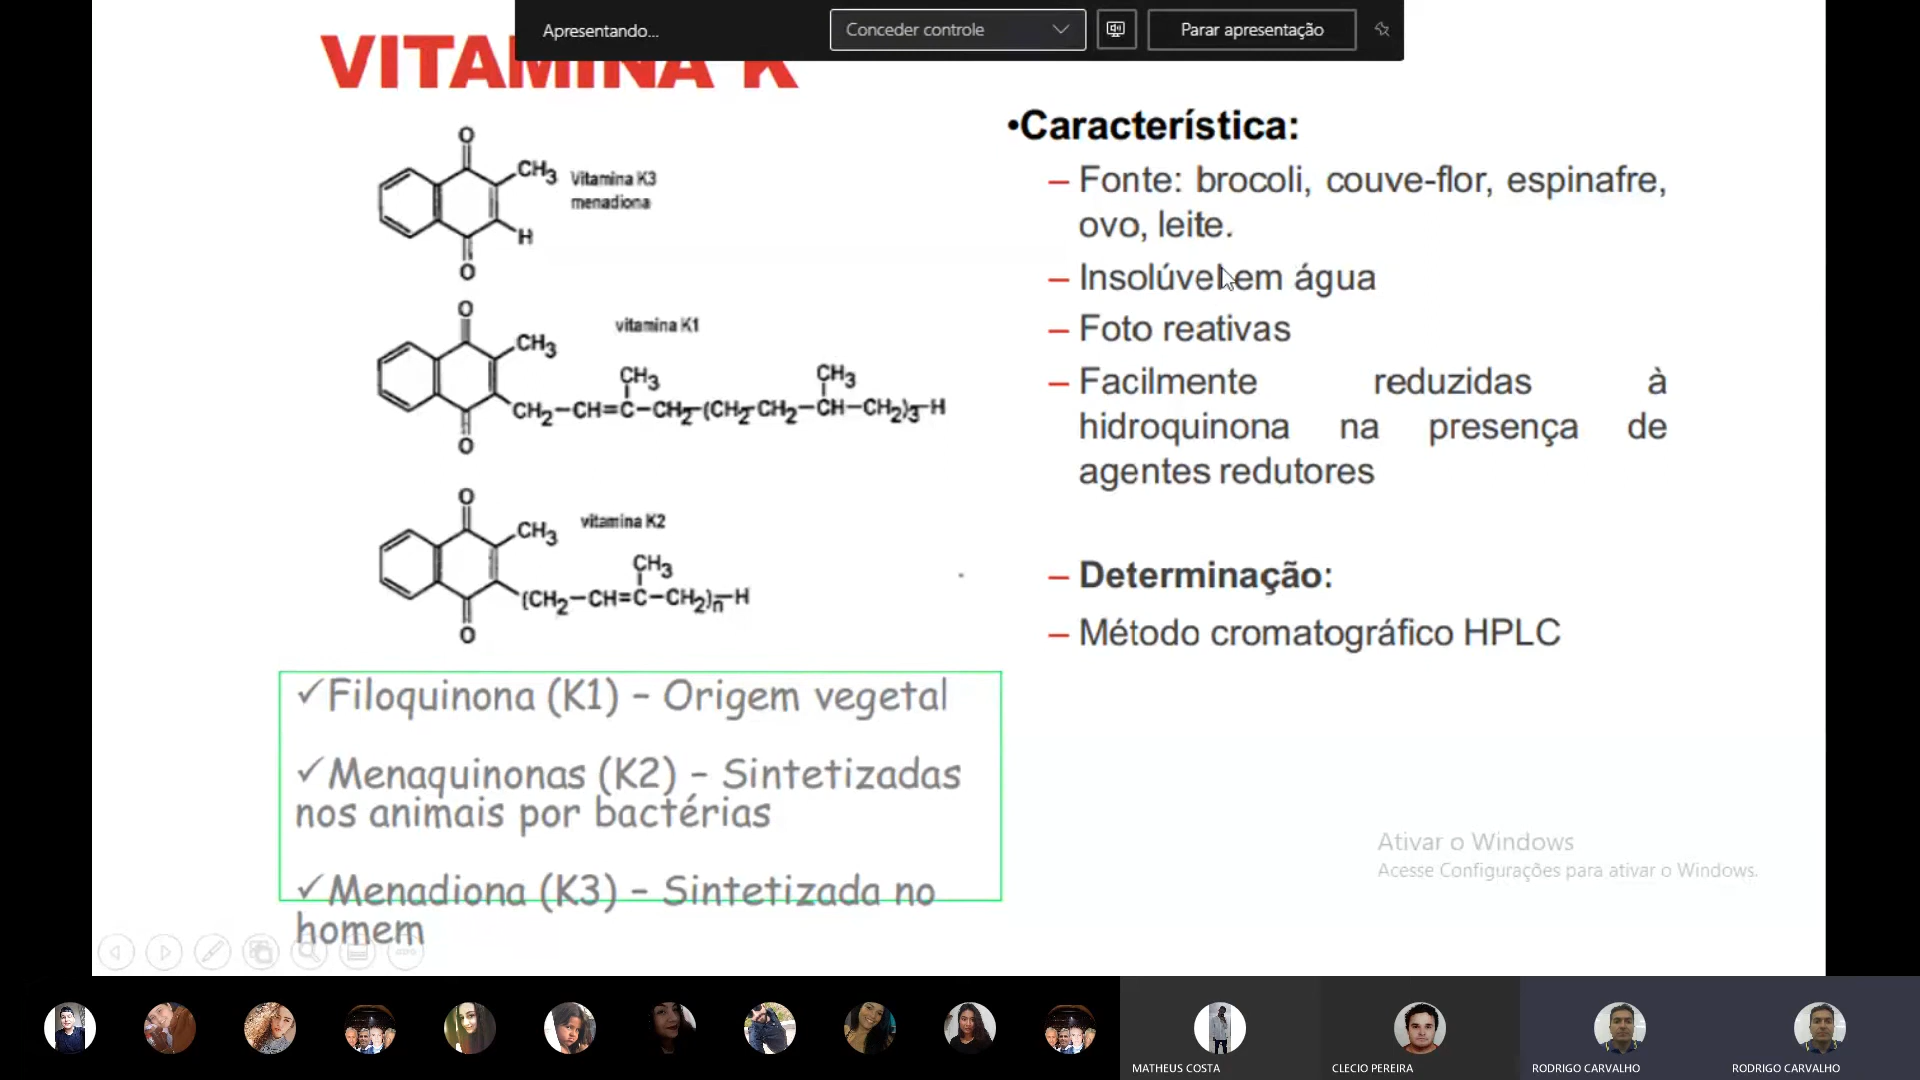 Apresentando...
Conceder controle
Parar apresentação
VITAMINA K
O
CH3
Vitamina K3
menadiona
H
O
O
vitamina K1
CH3
CH3
CH3
CH2–CH=C–CH2–(CH2CH2–CH–CH2)3–H
O
O
vitamina K2
CH3
CH3
(CH2–CH=C–CH2)n–H
O
✓Filoquinona (K1) – Origem vegetal
✓Menaquinonas (K2) – Sintetizadas
nos animais por bactérias
✓Menadiona (K3) – Sintetizada no
homem
•Característica:
– Fonte: brocoli, couve-flor, espinafre,
ovo, leite.
– Insolúvel em água
– Foto reativas
– Facilmente reduzidas à
hidroquinona na presença de
agentes redutores
– Determinação:
– Método cromatográfico HPLC
Ativar o Windows
Acesse Configurações para ativar o Windows.
MATHEUS COSTA
CLECIO PEREIRA
RODRIGO CARVALHO
RODRIGO CARVALHO